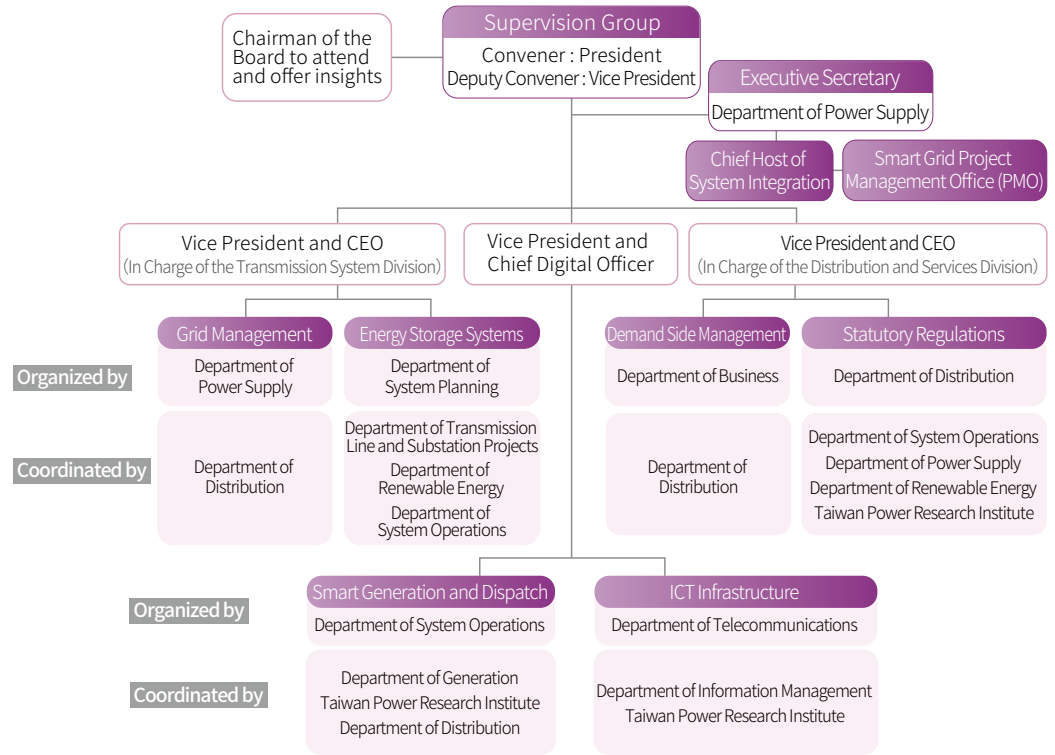 Supervision Group
Chairman of the
Board to attend
and offer insights
Convener : President
Deputy Convener : Vice President
Executive Secretary
Department of Power Supply
Chief Host of
System Integration
Smart Grid Project
Management Office (PMO)
Vice President and CEO
(In Charge of the Transmission System Division)
Vice President and
Chief Digital Officer
Vice President and CEO
(In Charge of the Distribution and Services Division)
Grid Management
Energy Storage Systems
Demand Side Management
Statutory Regulations
Organized by
Department of
Power Supply
Department of
System Planning
Department of Business
Department of Distribution
Coordinated by
Department of
Distribution
Department of Transmission
Line and Substation Projects
Department of
Renewable Energy
Department of
System Operations
Department of
Distribution
Department of System Operations
Department of Power Supply
Department of Renewable Energy
Taiwan Power Research Institute
Smart Generation and Dispatch
ICT Infrastructure
Organized by
Department of System Operations
Department of Telecommunications
Coordinated by
Department of Generation
Taiwan Power Research Institute
Department of Distribution
Department of Information Management
Taiwan Power Research Institute